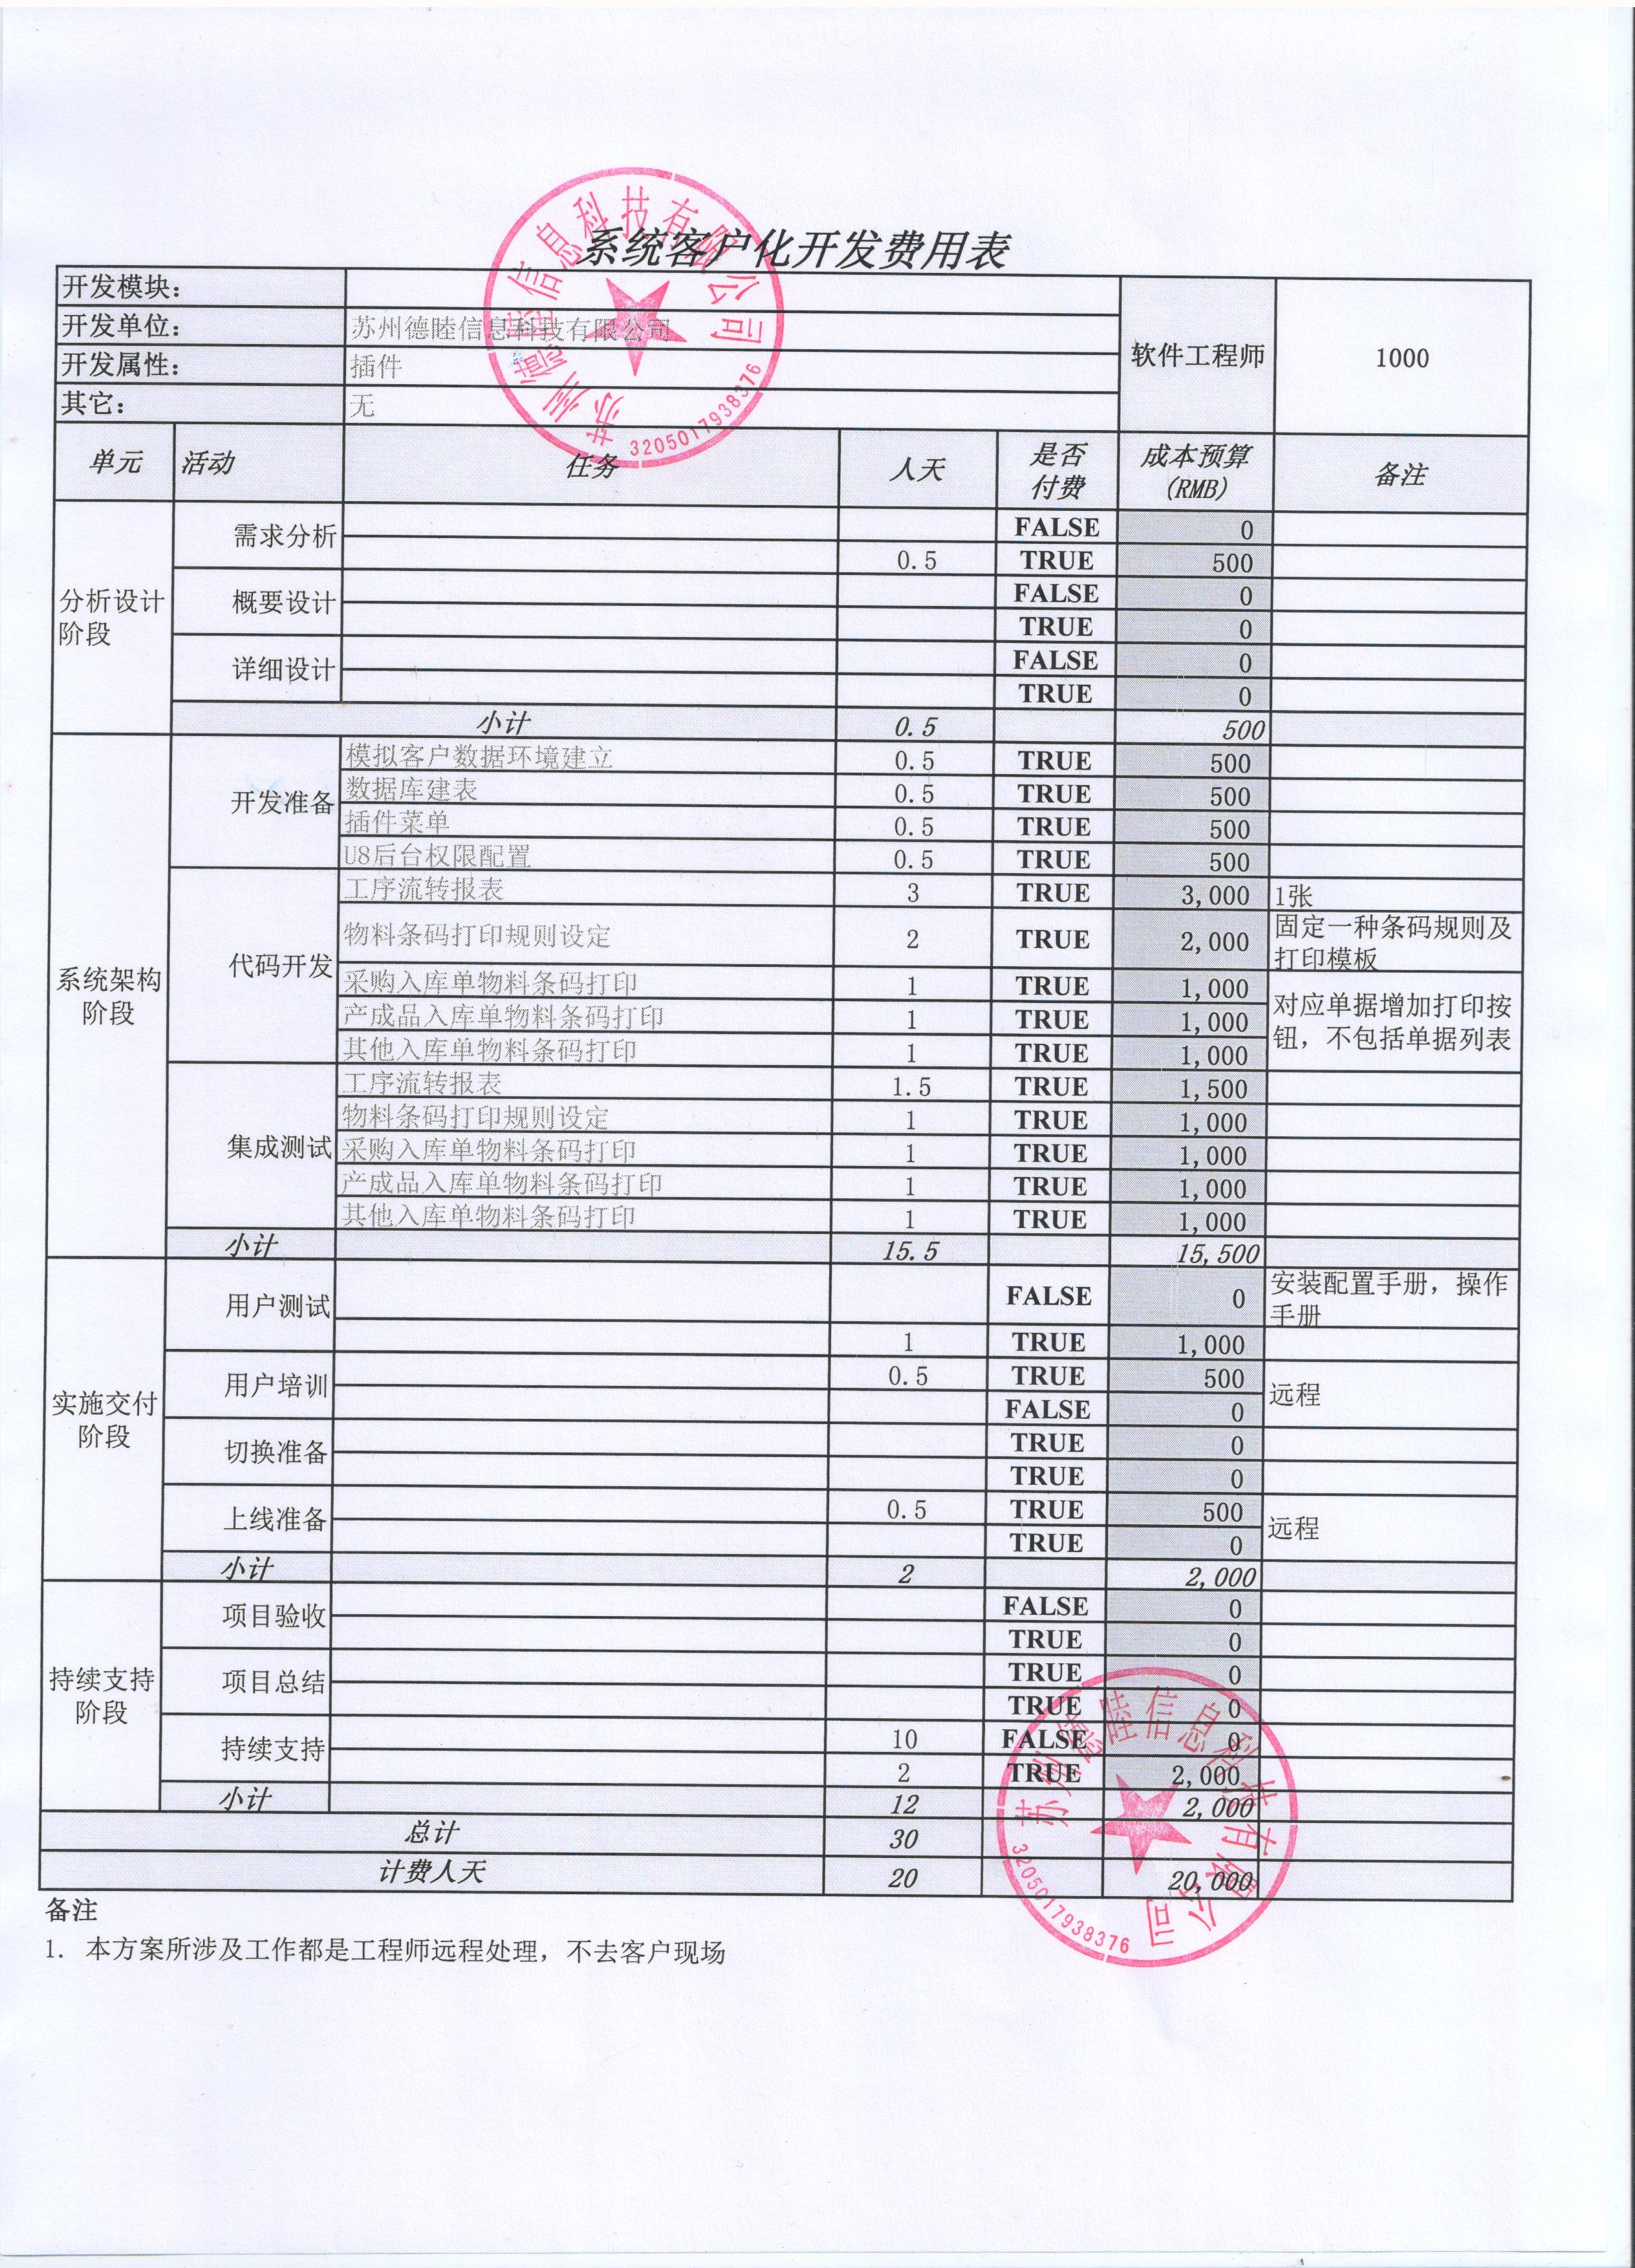 系统客户化开发费用表
开发模块：
开发单位： 苏州德睦信息科技有限公司
开发属性： 插件
其它： 无
软件工程师 1000
单元 活动 任务 人天 是否付费 成本预算(RMB) 备注
分析设计阶段
需求分析 FALSE 0
0.5 TRUE 500
概要设计 FALSE 0
TRUE 0
详细设计 FALSE 0
TRUE 0
小计 0.5 500
系统架构阶段
开发准备
模拟客户数据环境建立 0.5 TRUE 500
数据库建表 0.5 TRUE 500
插件菜单 0.5 TRUE 500
U8后台权限配置 0.5 TRUE 500
代码开发
工序流转报表 3 TRUE 3,000 1张
物料条码打印规则设定 2 TRUE 2,000 固定一种条码规则及打印模板
采购入库单物料条码打印 1 TRUE 1,000
产成品入库单物料条码打印 1 TRUE 1,000 对应单据增加打印按钮，不包括单据列表
其他入库单物料条码打印 1 TRUE 1,000
集成测试
工序流转报表 1.5 TRUE 1,500
物料条码打印规则设定 1 TRUE 1,000
采购入库单物料条码打印 1 TRUE 1,000
产成品入库单物料条码打印 1 TRUE 1,000
其他入库单物料条码打印 1 TRUE 1,000
小计 15.5 15,500
实施交付阶段
用户测试 FALSE 0 安装配置手册，操作手册
1 TRUE 1,000
用户培训 0.5 TRUE 500 远程
FALSE 0
切换准备 TRUE 0
TRUE 0
上线准备 0.5 TRUE 500 远程
TRUE 0
小计 2 2,000
持续支持阶段
项目验收 FALSE 0
TRUE 0
项目总结 TRUE 0
TRUE 0
持续支持 10 FALSE 0
2 TRUE 2,000
小计 12 2,000
总计 30
计费人天 20 20,000
备注
1. 本方案所涉及工作都是工程师远程处理，不去客户现场
苏州德睦信息科技有限公司
3205017938376
苏州德睦信息科技有限公司
3205017938376